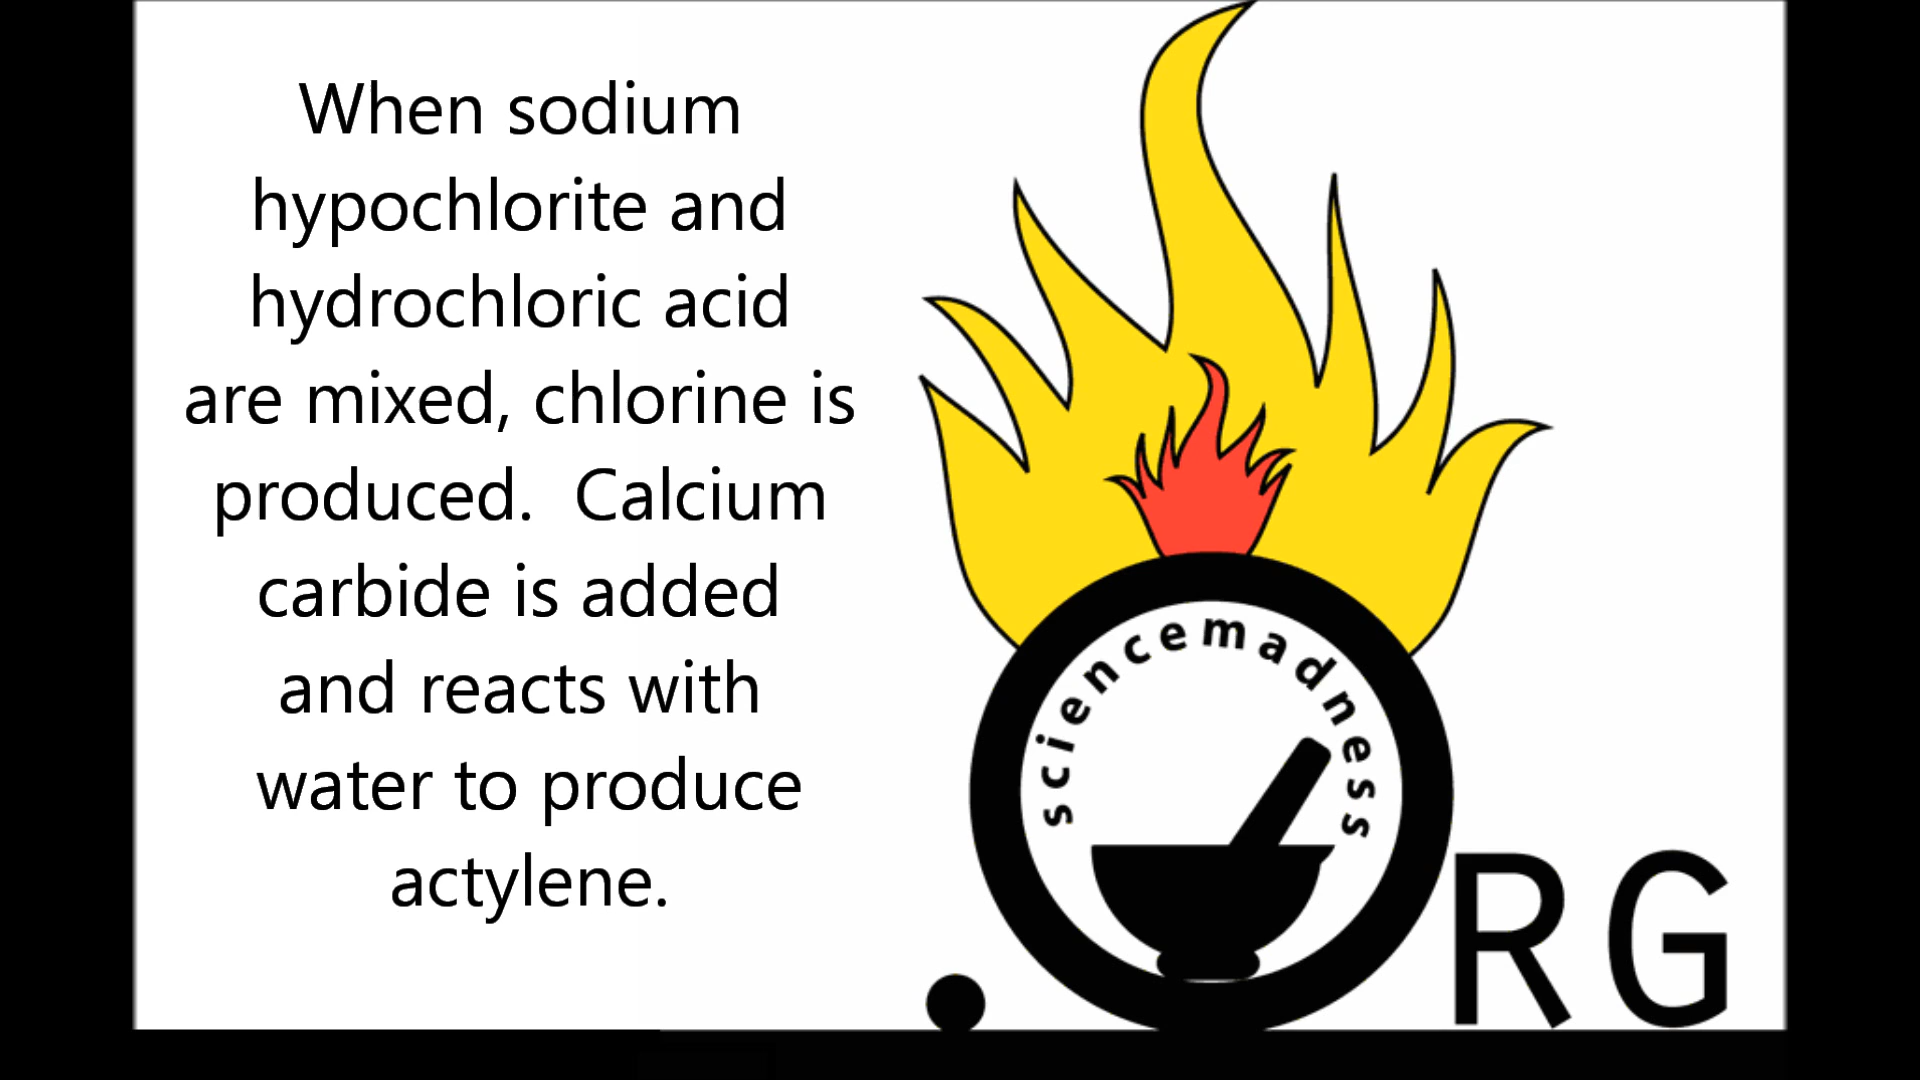 When sodium
hypochlorite and
hydrochloric acid
are mixed, chlorine is
produced.  Calcium
carbide is added
and reacts with
water to produce
actylene.
sciencemadness
.ORG